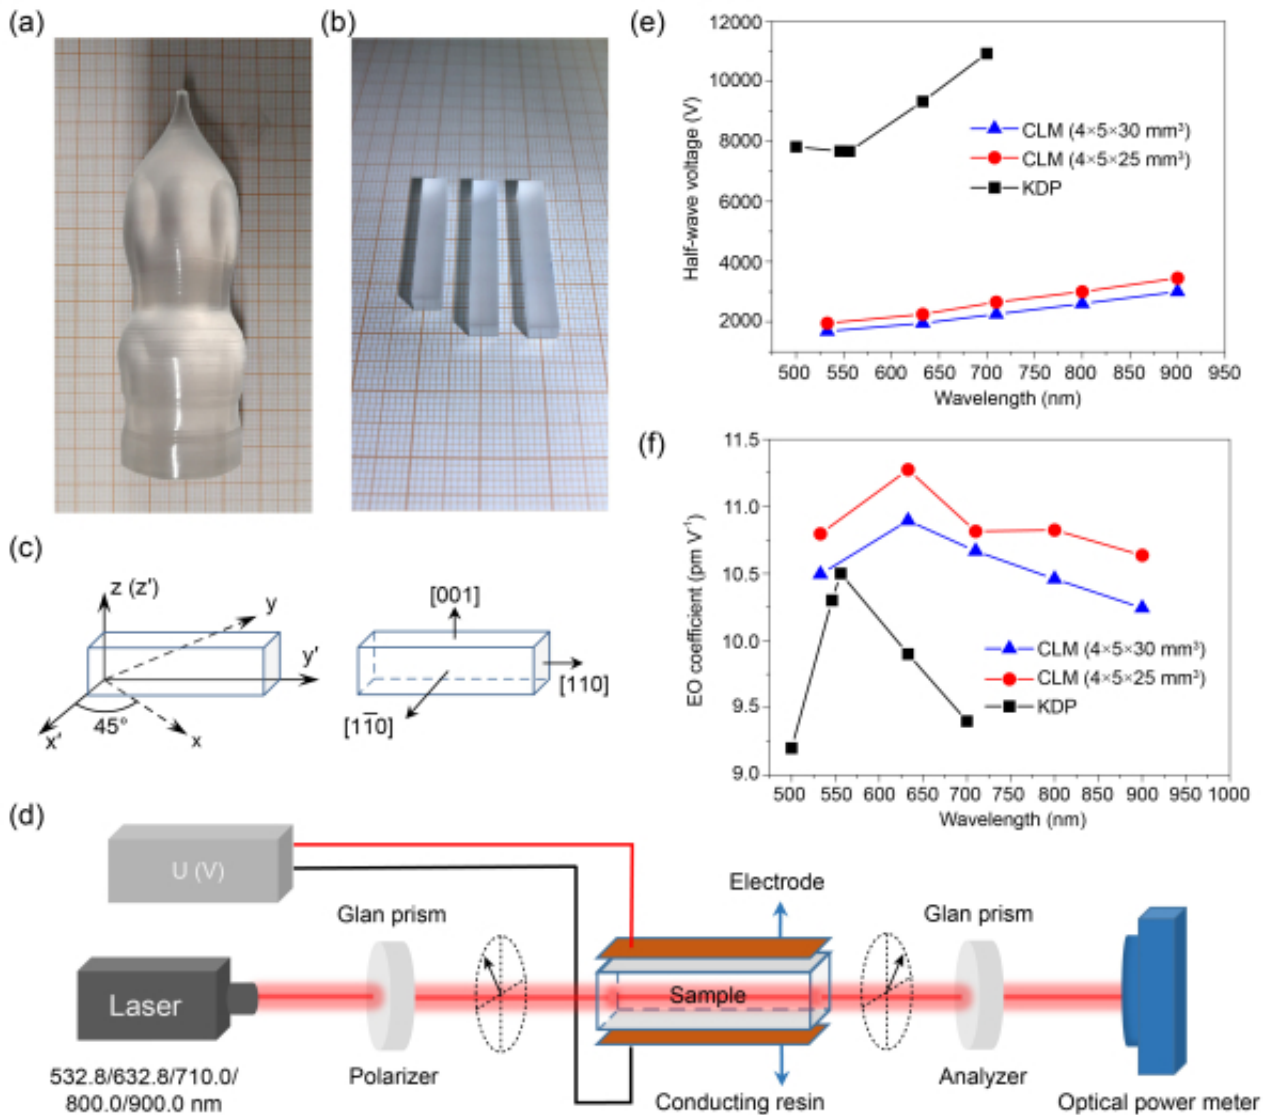 (a)
(b)
(e)
12000
10000
8000
6000
4000
2000
Half-wave voltage (V)
CLM (4×5×30 mm³)
CLM (4×5×25 mm³)
KDP
500 550 600 650 700 750 800 850 900 950
Wavelength (nm)
(f)
11.5
11.0
10.5
10.0
9.5
9.0
EO coefficient (pm V⁻¹)
CLM (4×5×30 mm³)
CLM (4×5×25 mm³)
KDP
500 550 600 650 700 750 800 850 900 950 1000
Wavelength (nm)
(c)
z (z')
y
y'
x'
45°
x
[001]
[110]
[11̅0]
(d)
U (V)
Laser
532.8/632.8/710.0/
800.0/900.0 nm
Glan prism
Polarizer
Electrode
Sample
Conducting resin
Glan prism
Analyzer
Optical power meter